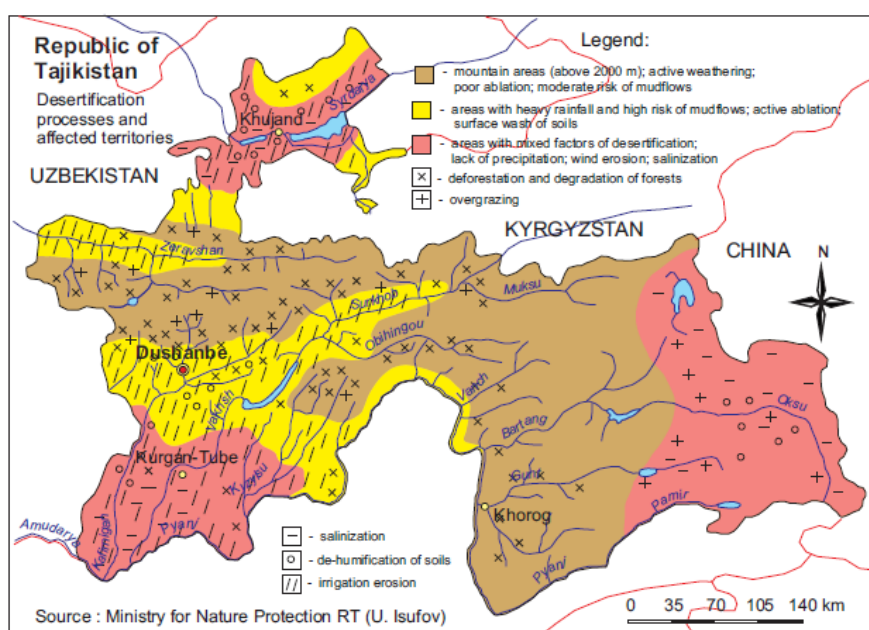 Republic of
Tajikistan
Desertification
processes and
affected territories
Legend:
- mountain areas (above 2000 m); active weathering;
poor ablation; moderate risk of mudflows
- areas with heavy rainfall and high risk of mudflows; active ablation;
surface wash of soils
- areas with mixed factors of desertification;
lack of precipitation; wind erosion; salinization
× - deforestation and degradation of forests
+ - overgrazing
Syrdarya
Khujand
UZBEKISTAN
KYRGYZSTAN
CHINA
N
Zeravshan
Surkhob
Muksu
Obihingou
Dushanbe
Vakhsh
Vanch
Bartang
Oksu
Kurgan-Tube
Kyzylsu
Gunt
Khorog
Pamir
Amudarya
Kafirnigan
Pyanj
Pyanj
– - salinization
o - de-humification of soils
// - irrigation erosion
Source : Ministry for Nature Protection RT (U. Isufov)
0 35 70 105 140 km